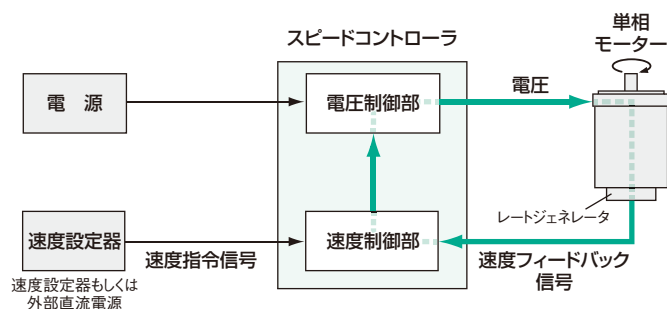 スピードコントローラ
単相
モーター
電　源
電圧制御部
電圧
レートジェネレータ
速度設定器
速度指令信号
速度制御部
速度フィードバック
信号
速度設定器もしくは
外部直流電源